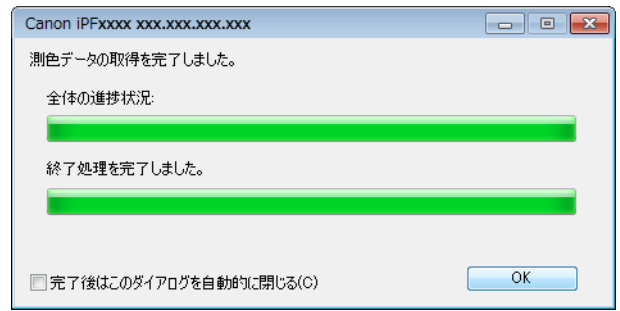 Canon iPFxxxx xxx.xxx.xxx.xxx
測色データの取得を完了しました。
全体の進捗状況:
終了処理を完了しました。
完了後はこのダイアログを自動的に閉じる(C)
OK